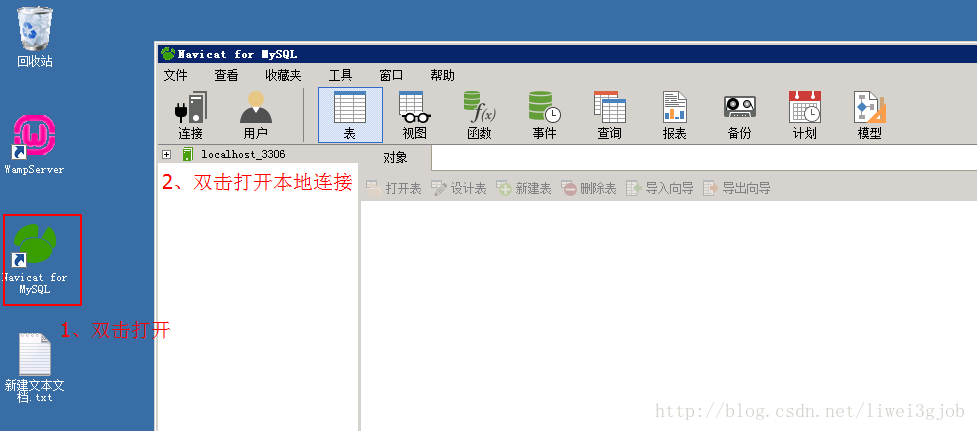 回收站
WampServer
Navicat for
MySQL
1、双击打开
新建文本文
档.txt
Navicat for MySQL
文件 查看 收藏夹 工具 窗口 帮助
连接 用户 表 视图 函数 事件 查询 报表 备份 计划 模型
f(x)
localhost_3306
对象
2、双击打开本地连接
打开表 设计表 新建表 删除表 导入向导 导出向导
http://blog.csdn.net/liwei3gjob